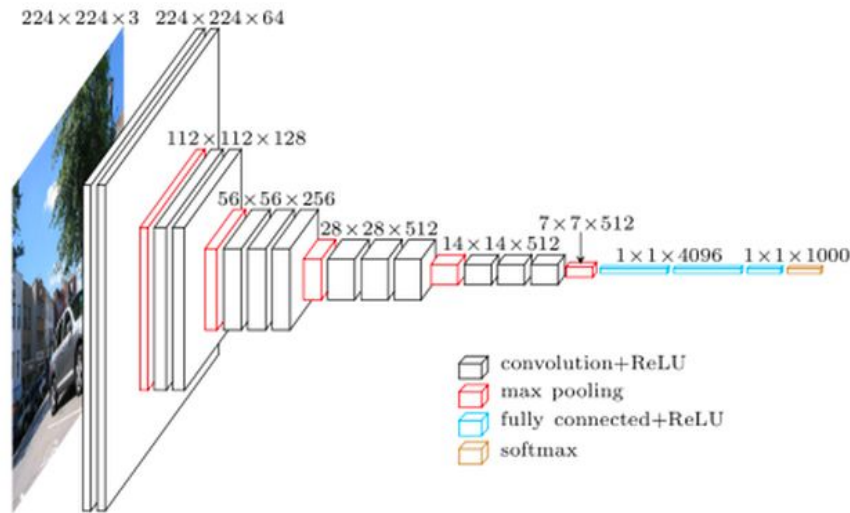 224×224×3
224×224×64
112×112×128
56×56×256
28×28×512
14×14×512
7×7×512
1×1×4096
1×1×1000
convolution+ReLU
max pooling
fully connected+ReLU
softmax